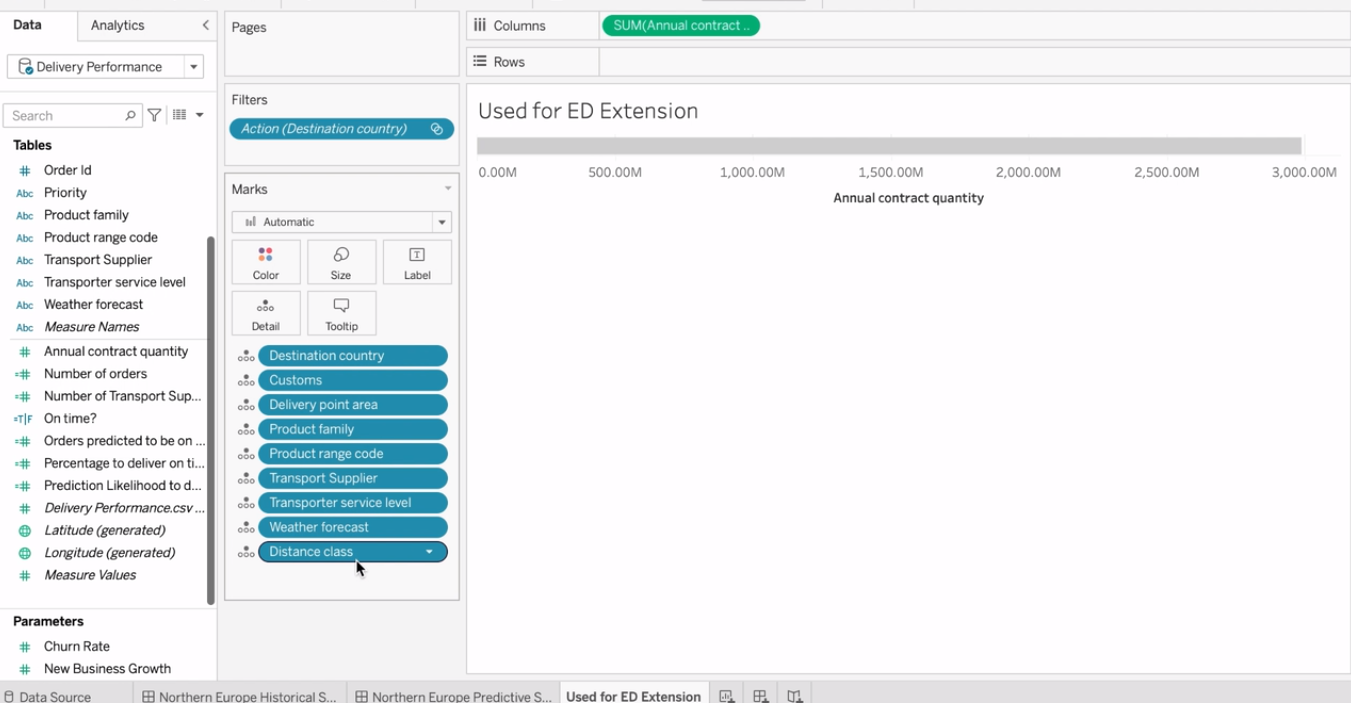 Data
Analytics
Delivery Performance
Search
Tables
# Order Id
Abc Priority
Abc Product family
Abc Product range code
Abc Transport Supplier
Abc Transporter service level
Abc Weather forecast
Abc Measure Names
# Annual contract quantity
=# Number of orders
=# Number of Transport Sup...
=T|F On time?
=# Orders predicted to be on ...
=# Percentage to deliver on ti...
=# Prediction Likelihood to d...
# Delivery Performance.csv ...
Latitude (generated)
Longitude (generated)
# Measure Values
Parameters
# Churn Rate
# New Business Growth
Pages
Filters
Action (Destination country)
Marks
Automatic
Color
Size
T
Label
Detail
Tooltip
Destination country
Customs
Delivery point area
Product family
Product range code
Transport Supplier
Transporter service level
Weather forecast
Distance class
Columns
SUM(Annual contract ..
Rows
Used for ED Extension
0.00M 500.00M 1,000.00M 1,500.00M 2,000.00M 2,500.00M 3,000.00M
Annual contract quantity
Data Source
Northern Europe Historical S...
Northern Europe Predictive S...
Used for ED Extension